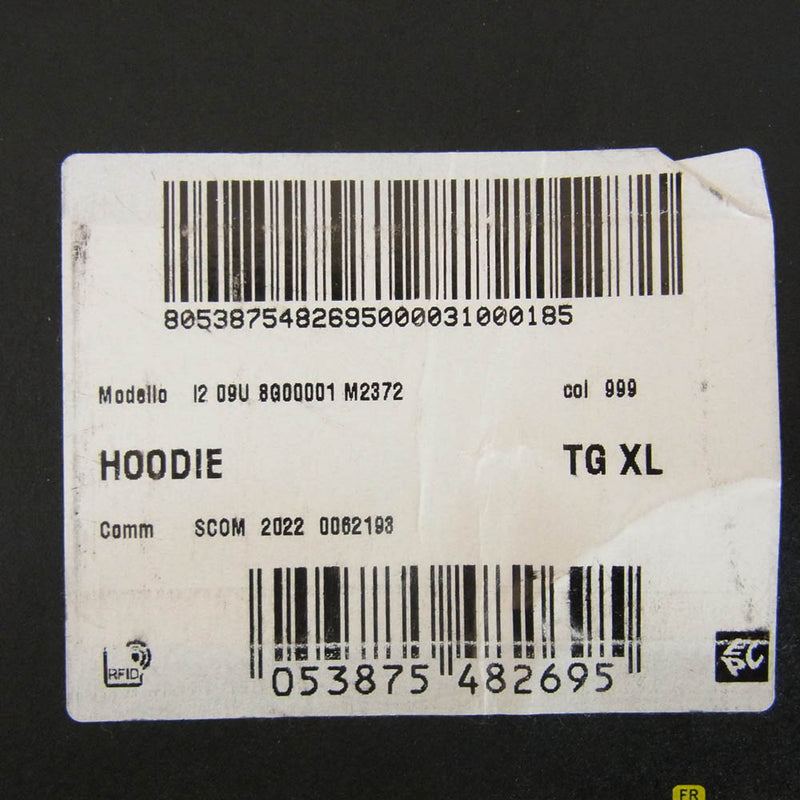 8053875482695000031000185
Modello I2 09U 8G00001 M2372 col 999
HOODIE TG XL
Comm SCOM 2022 0062193
053875 482695
RFID
EPC
FR